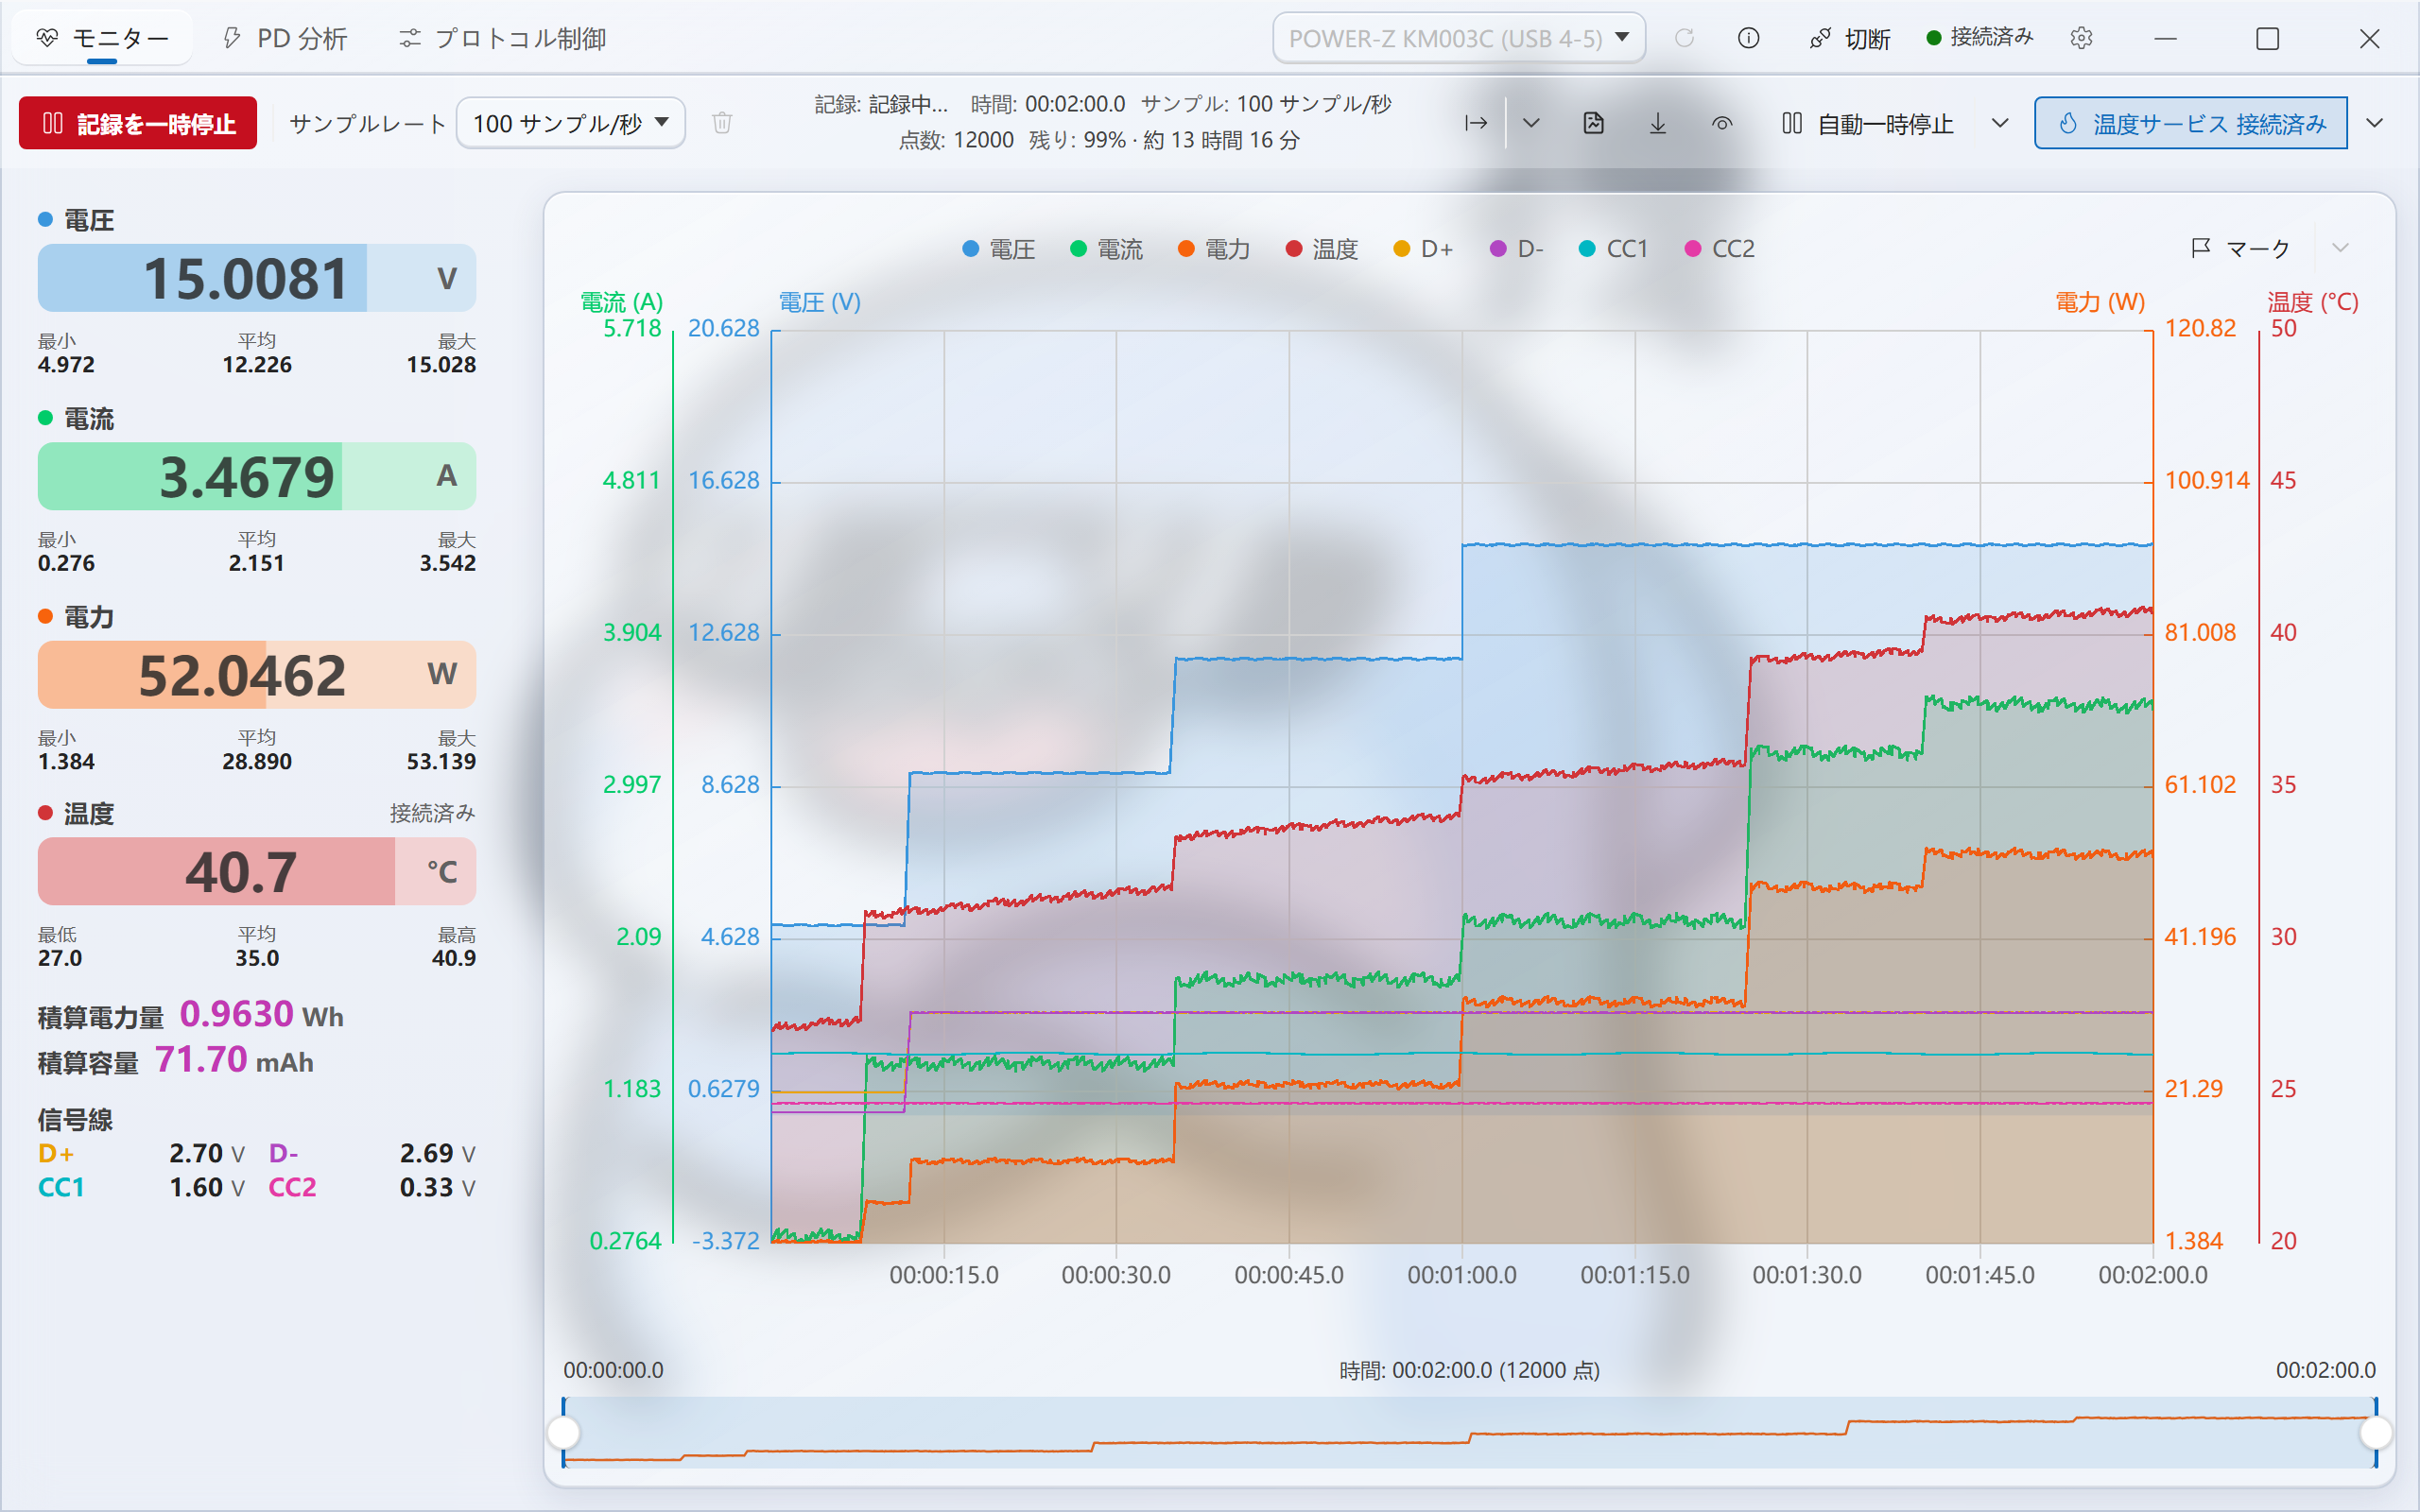 モニター PD 分析 プロトコル制御 POWER-Z KM003C (USB 4-5) 切断 接続済み
記録を一時停止 サンプルレート 100 サンプル/秒 自動一時停止 温度サービス 接続済み
記録: 記録中... 時間: 00:02:00.0 サンプル: 100 サンプル/秒
点数: 12000 残り: 99% · 約 13 時間 16 分
電圧
15.0081 V
最小 平均 最大
4.972 12.226 15.028
電流
3.4679 A
最小 平均 最大
0.276 2.151 3.542
電力
52.0462 W
最小 平均 最大
1.384 28.890 53.139
温度 接続済み
40.7 °C
最低 平均 最高
27.0 35.0 40.9
積算電力量 0.9630 Wh
積算容量 71.70 mAh
信号線
D+ 2.70 V D- 2.69 V
CC1 1.60 V CC2 0.33 V
電圧 電流 電力 温度 D+ D- CC1 CC2 マーク
電流 (A) 電圧 (V) 電力 (W) 温度 (°C)
5.718 20.628 120.82 50
4.811 16.628 100.914 45
3.904 12.628 81.008 40
2.997 8.628 61.102 35
2.09 4.628 41.196 30
1.183 0.6279 21.29 25
0.2764 -3.372 1.384 20
00:00:15.0 00:00:30.0 00:00:45.0 00:01:00.0 00:01:15.0 00:01:30.0 00:01:45.0 00:02:00.0
00:00:00.0 時間: 00:02:00.0 (12000 点) 00:02:00.0